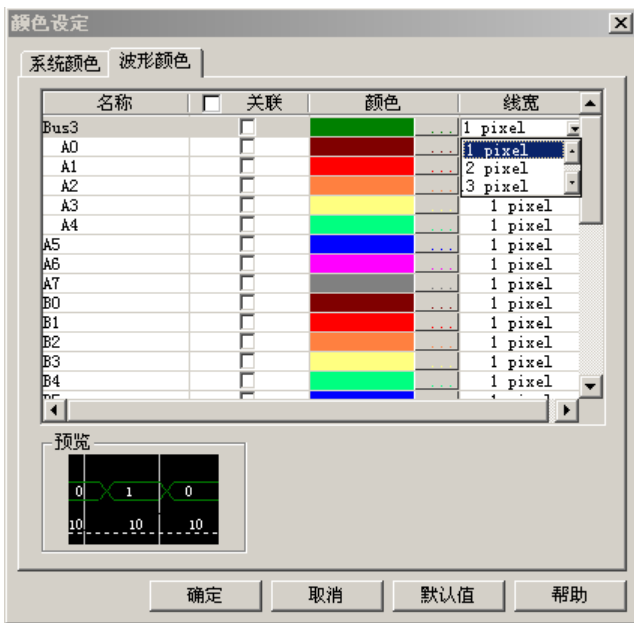 颜色设定
系统颜色 波形颜色
名称 关联 颜色 线宽
Bus3 ... 1 pixel
A0 ... 1 pixel
A1 ... 2 pixel
A2 ... 3 pixel
A3 ... 1 pixel
A4 ... 1 pixel
A5 ... 1 pixel
A6 ... 1 pixel
A7 ... 1 pixel
B0 ... 1 pixel
B1 ... 1 pixel
B2 ... 1 pixel
B3 ... 1 pixel
B4 ... 1 pixel
预览
0 1 0
10 10 10
确定 取消 默认值 帮助